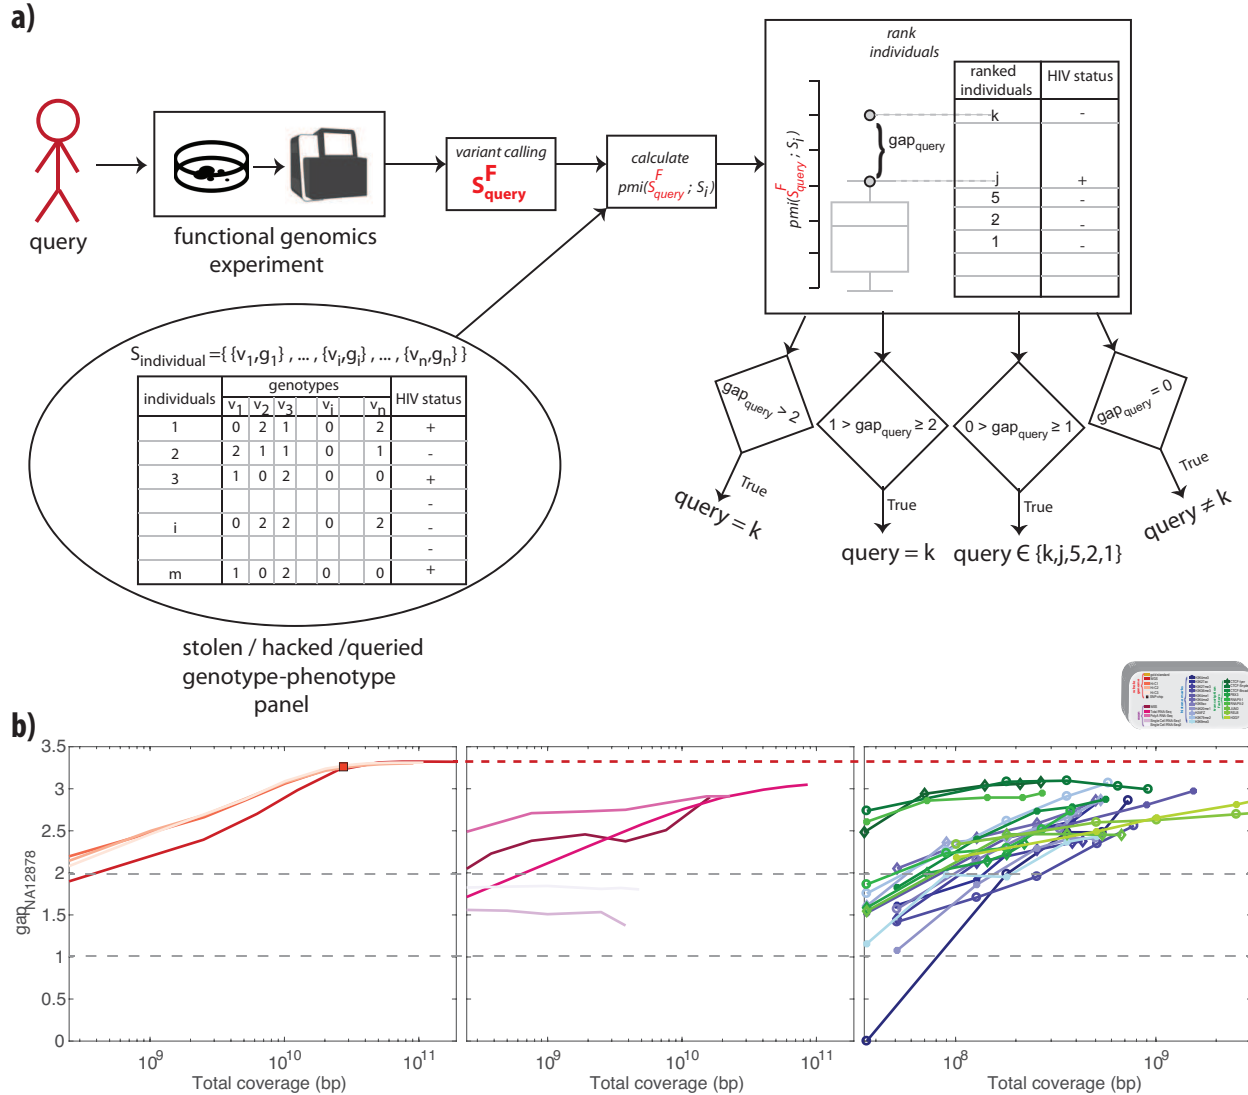 a)
query
functional genomics
experiment
variant calling
S^F_query
calculate
pmi(S^F_query ; S_i)
rank
individuals
pmi(S^F_query ; S_i)
gap_query
ranked individuals HIV status
k -
j +
5 -
2 -
1 -
S_individual={ {v_1,g_1} , ... , {v_i,g_i} , ... , {v_n,g_n} }
individuals genotypes HIV status
v_1 v_2 v_3 v_i v_n
1 0 2 1 0 2 +
2 2 1 1 0 1 -
3 1 0 2 0 0 +
-
i 0 2 2 0 2 -
-
m 1 0 2 0 0 +
stolen / hacked /queried
genotype-phenotype
panel
gap_query > 2
1 > gap_query ≥ 2
0 > gap_query ≥ 1
gap_query = 0
True
True
True
True
query = k
query = k
query ∈ {k,j,5,2,1}
query ≠ k
b)
gap_NA12878
3.5
3
2.5
2
1.5
1
0.5
0
10^9 10^10 10^11
Total coverage (bp)
10^9 10^10 10^11
Total coverage (bp)
10^8 10^9
Total coverage (bp)